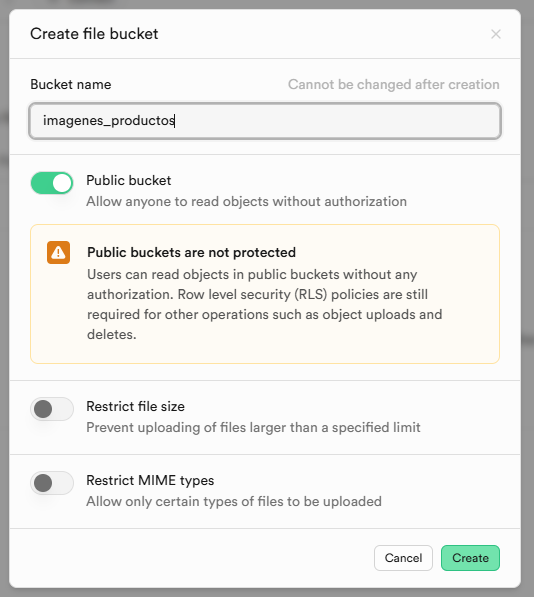 Create file bucket
Bucket name
Cannot be changed after creation
imagenes_productos
Public bucket
Allow anyone to read objects without authorization
Public buckets are not protected
Users can read objects in public buckets without any
authorization. Row level security (RLS) policies are still
required for other operations such as object uploads and
deletes.
Restrict file size
Prevent uploading of files larger than a specified limit
Restrict MIME types
Allow only certain types of files to be uploaded
Cancel
Create